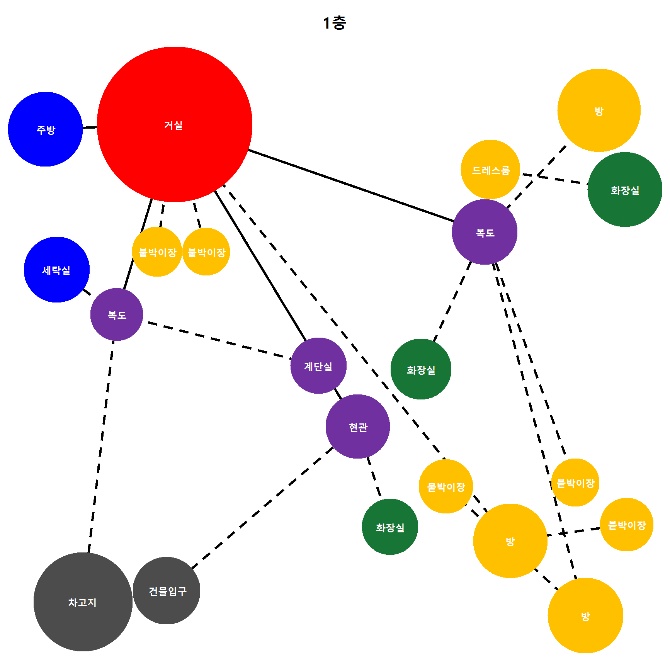 1층
거실
주방
방
드레스룸
화장실
복도
붙박이장
붙박이장
세탁실
복도
계단실
화장실
현관
붙박이장
붙박이장
화장실
붙박이장
방
건물입구
차고지
방